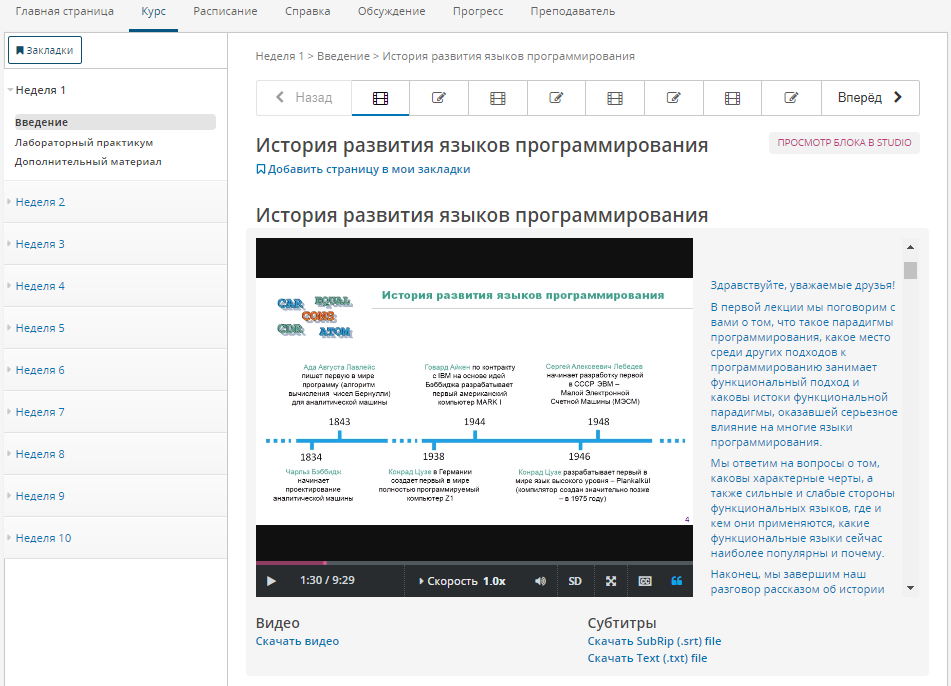 Главная страница
Курс
Расписание
Справка
Обсуждение
Прогресс
Преподаватель
Закладки
Неделя 1
Введение
Лабораторный практикум
Дополнительный материал
Неделя 2
Неделя 3
Неделя 4
Неделя 5
Неделя 6
Неделя 7
Неделя 8
Неделя 9
Неделя 10
Неделя 1 > Введение > История развития языков программирования
Назад
Вперёд
История развития языков программирования
ПРОСМОТР БЛОКА В STUDIO
Добавить страницу в мои закладки
История развития языков программирования
CAR EQUAL
CONS
CDR ATOM
История развития языков программирования
Ада Августа Лавлейс
пишет первую в мире
программу (алгоритм
вычисления чисел Бернулли)
для аналитической машины
1843
Говард Айкен по контракту
с IBM на основе идей
Бэббиджа разрабатывает
первый американский
компьютер MARK I
1944
Сергей Алексеевич Лебедев
начинает разработку первой
в СССР ЭВМ –
Малой Электронной
Счетной Машины (МЭСМ)
1948
1834
Чарльз Бэббидж
начинает
проектирование
аналитической машины
1938
Конрад Цузе в Германии
создает первый в мире
полностью программируемый
компьютер Z1
1946
Конрад Цузе разрабатывает первый в
мире язык высокого уровня – Plankalkül
(компилятор создан значительно позже
– в 1975 году)
4
1:30 / 9:29
Скорость 1.0x
SD
Здравствуйте, уважаемые друзья!
В первой лекции мы поговорим с
вами о том, что такое парадигмы
программирования, какое место
среди других подходов к
программированию занимает
функциональный подход и
каковы истоки функциональной
парадигмы, оказавшей серьезное
влияние на многие языки
программирования.
Мы ответим на вопросы о том,
каковы характерные черты, а
также сильные и слабые стороны
функциональных языков, где и
кем они применяются, какие
функциональные языки сейчас
наиболее популярны и почему.
Наконец, мы завершим наш
разговор рассказом об истории
Видео
Скачать видео
Субтитры
Скачать SubRip (.srt) file
Скачать Text (.txt) file